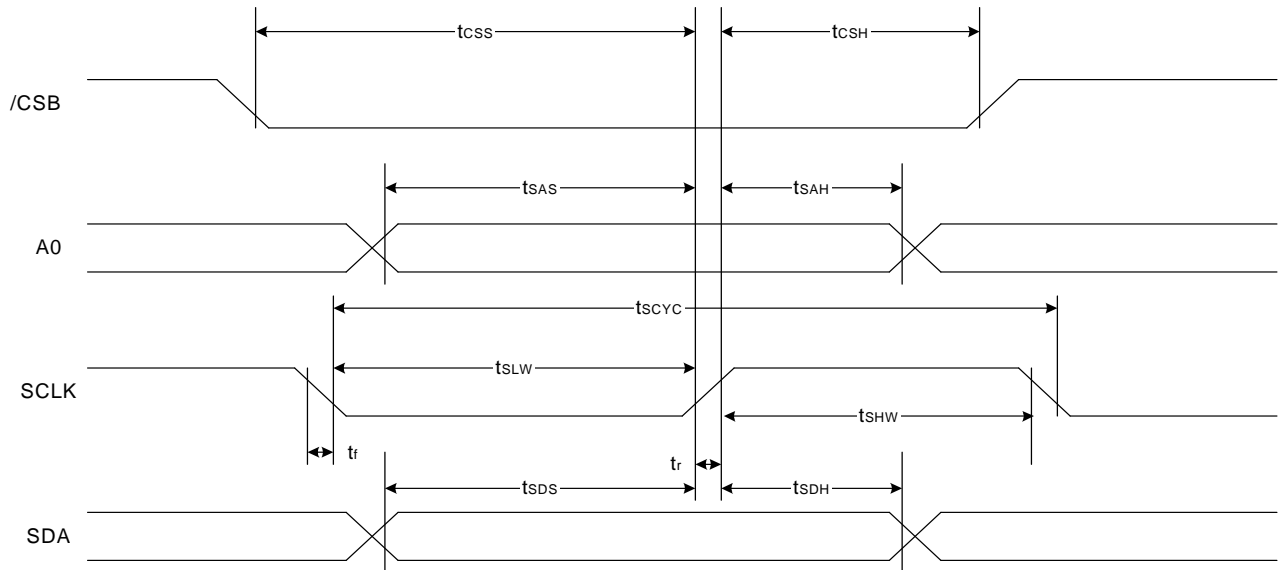 tCSS tCSH
/CSB
tSAS tSAH
A0
tSCYC
tSLW
SCLK
tSHW
tf tr
tSDS tSDH
SDA